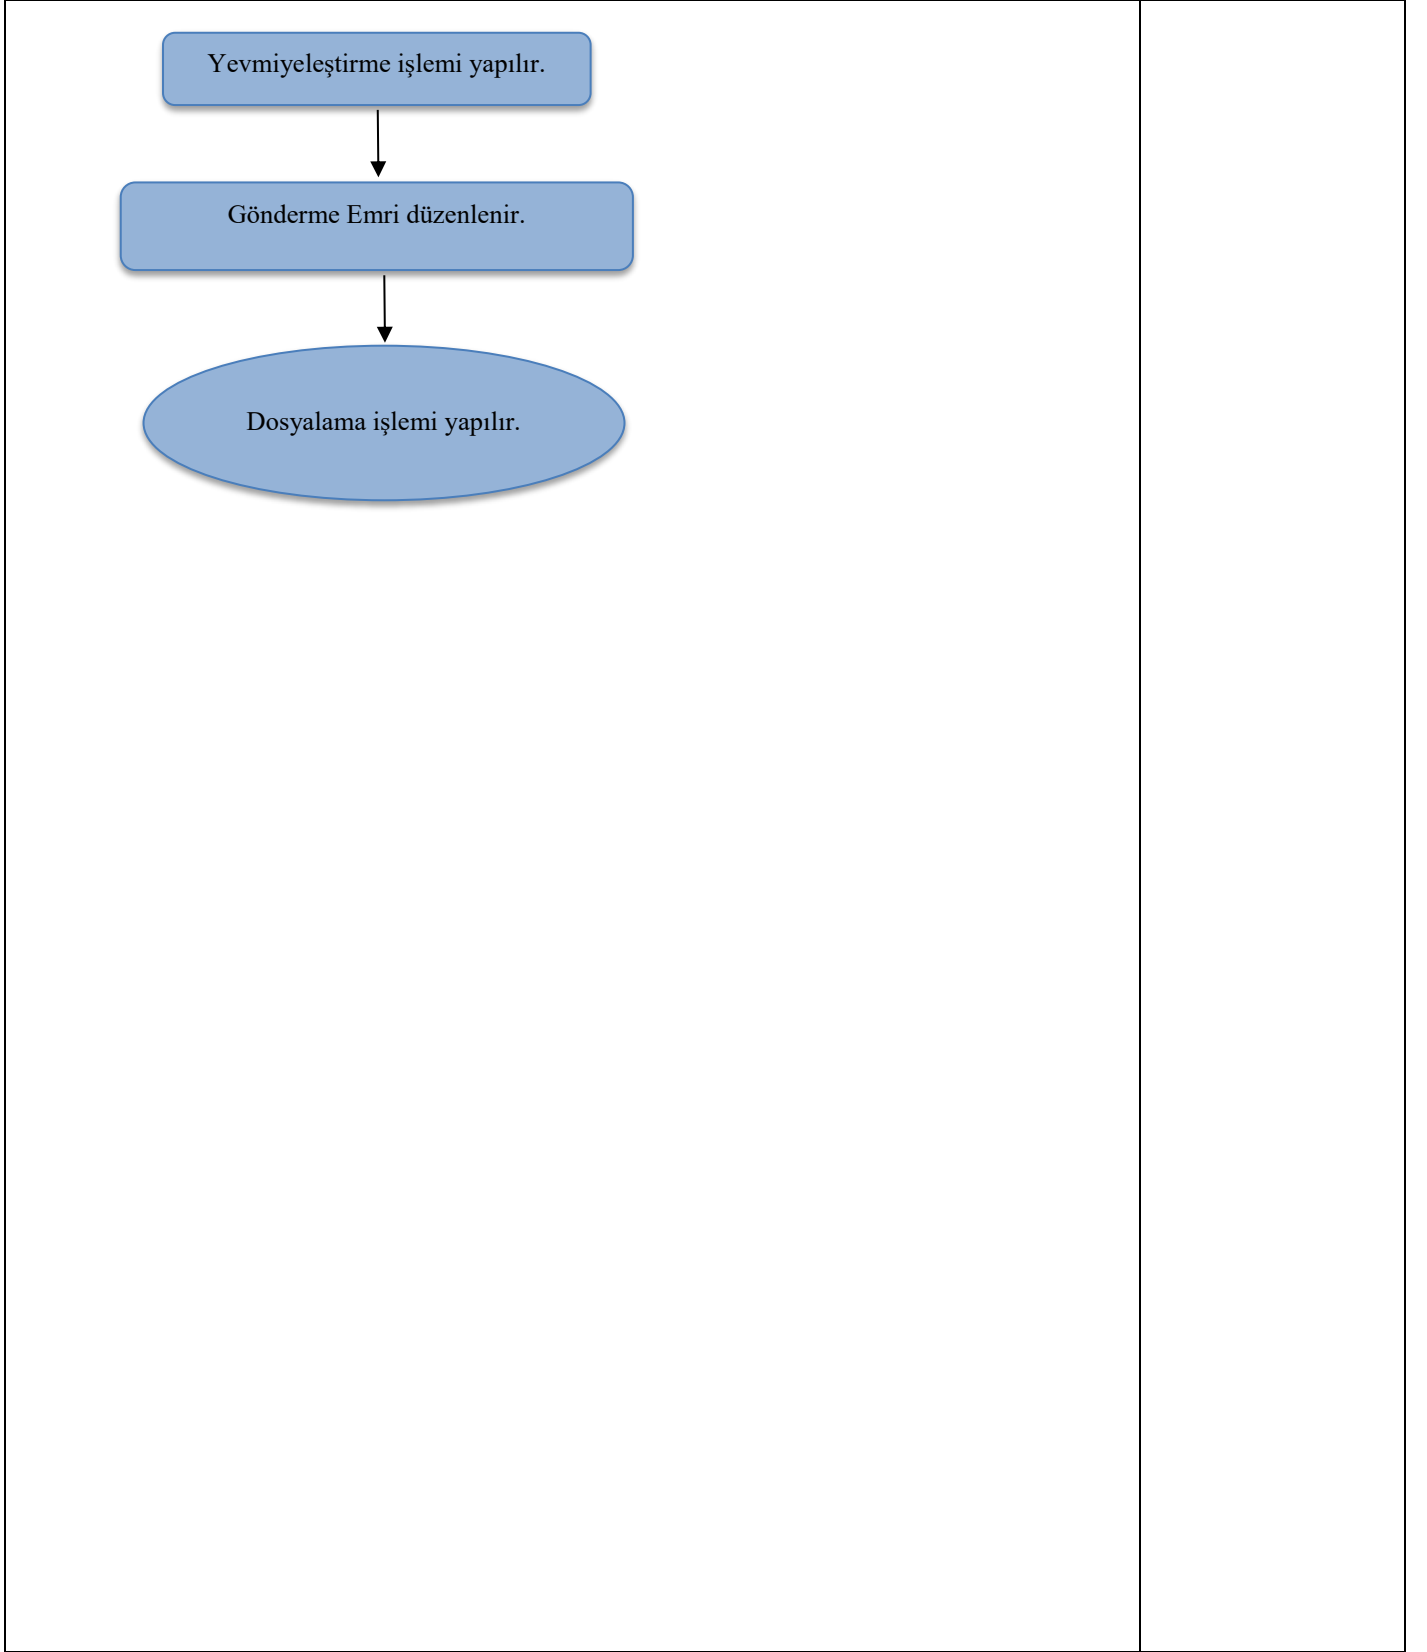 Yevmiyeleştirme işlemi yapılır.
Gönderme Emri düzenlenir.
Dosyalama işlemi yapılır.